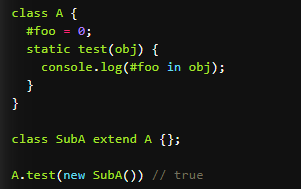 class A {
#foo = 0;
static test(obj) {
console.log(#foo in obj);
}
}
class SubA extend A {};
A.test(new SubA()) // true